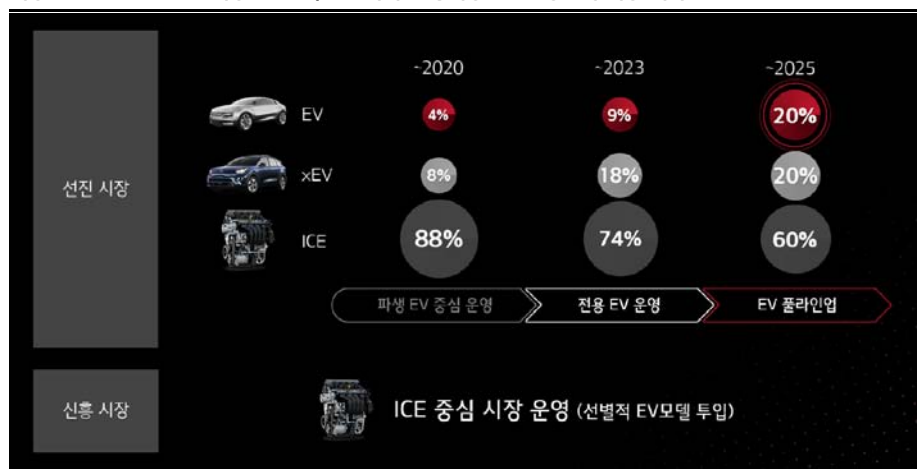 ~2020 ~2023 ~2025
EV 4% 9% 20%
선진 시장
xEV 8% 18% 20%
ICE 88% 74% 60%
파생 EV 중심 운영 전용 EV 운영 EV 풀라인업
신흥 시장
ICE 중심 시장 운영 (선별적 EV모델 투입)